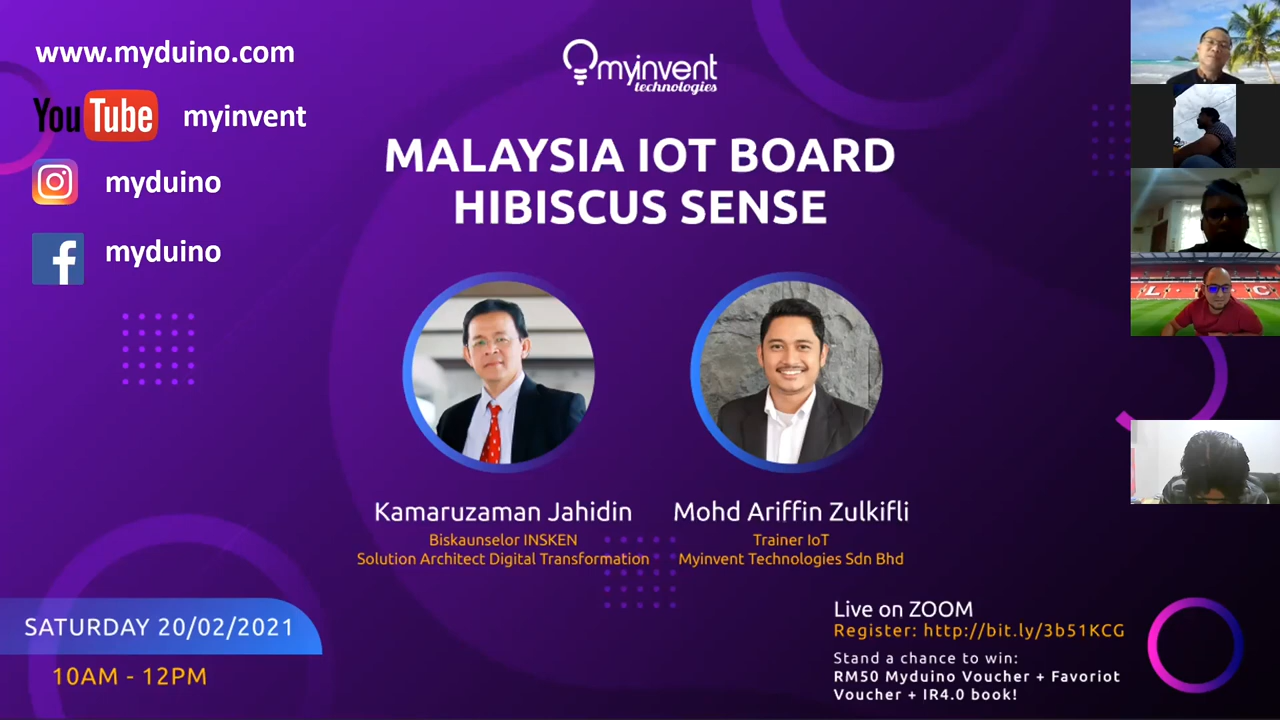 www.myduino.com
YouTube myinvent
myduino
myduino
myinvent
technologies
MALAYSIA IOT BOARD
HIBISCUS SENSE
Kamaruzaman Jahidin
Biskaunselor INSKEN
Solution Architect Digital Transformation
Mohd Ariffin Zulkifli
Trainer IoT
Myinvent Technologies Sdn Bhd
SATURDAY 20/02/2021
10AM - 12PM
Live on ZOOM
Register: http://bit.ly/3b51KCG
Stand a chance to win:
RM50 Myduino Voucher + Favoriot
Voucher + IR4.0 book!